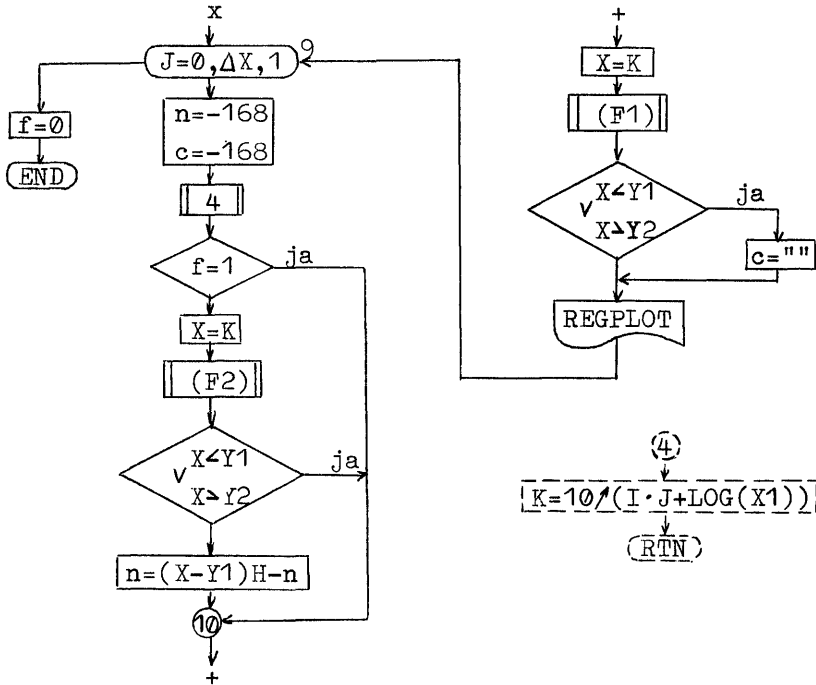 x
J=0,ΔX,1
9
f=0
END
n=-168
c=-168
4
f=1
ja
X=K
(F2)
v X<Y1
X>Y2
ja
n=(X-Y1)H-n
10
+
+
X=K
(F1)
v X<Y1
X>Y2
ja
c=""
REGPLOT
4
K=10↗(I·J+LOG(X1))
RTN